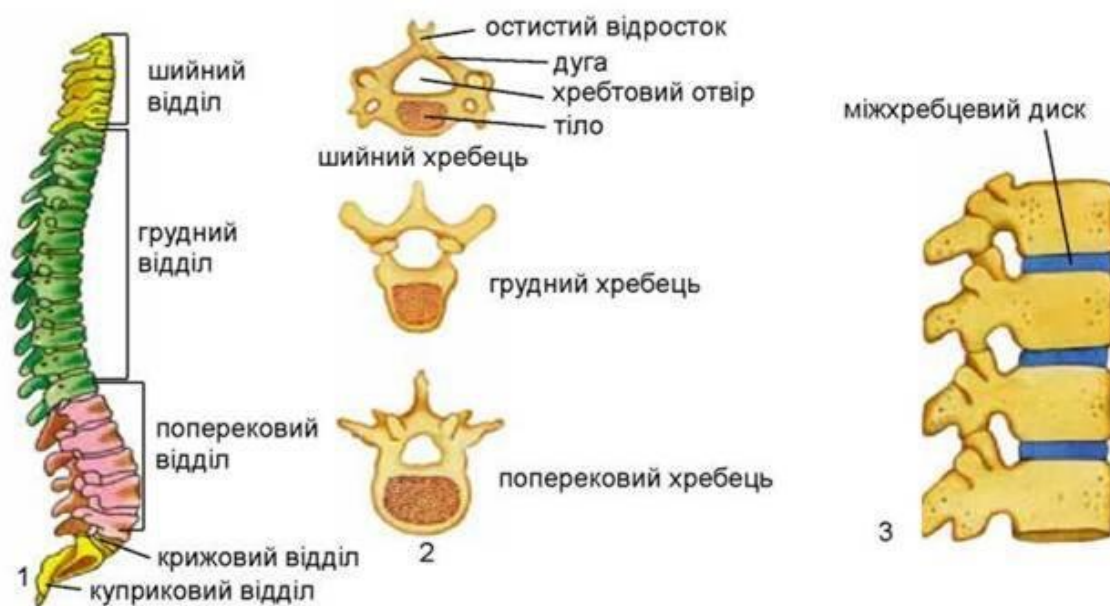 шийний
відділ
грудний
відділ
поперековий
відділ
крижовий відділ
куприковий відділ
1
остистий відросток
дуга
хребтовий отвір
тіло
шийний хребець
грудний хребець
поперековий хребець
2
міжхребцевий диск
3